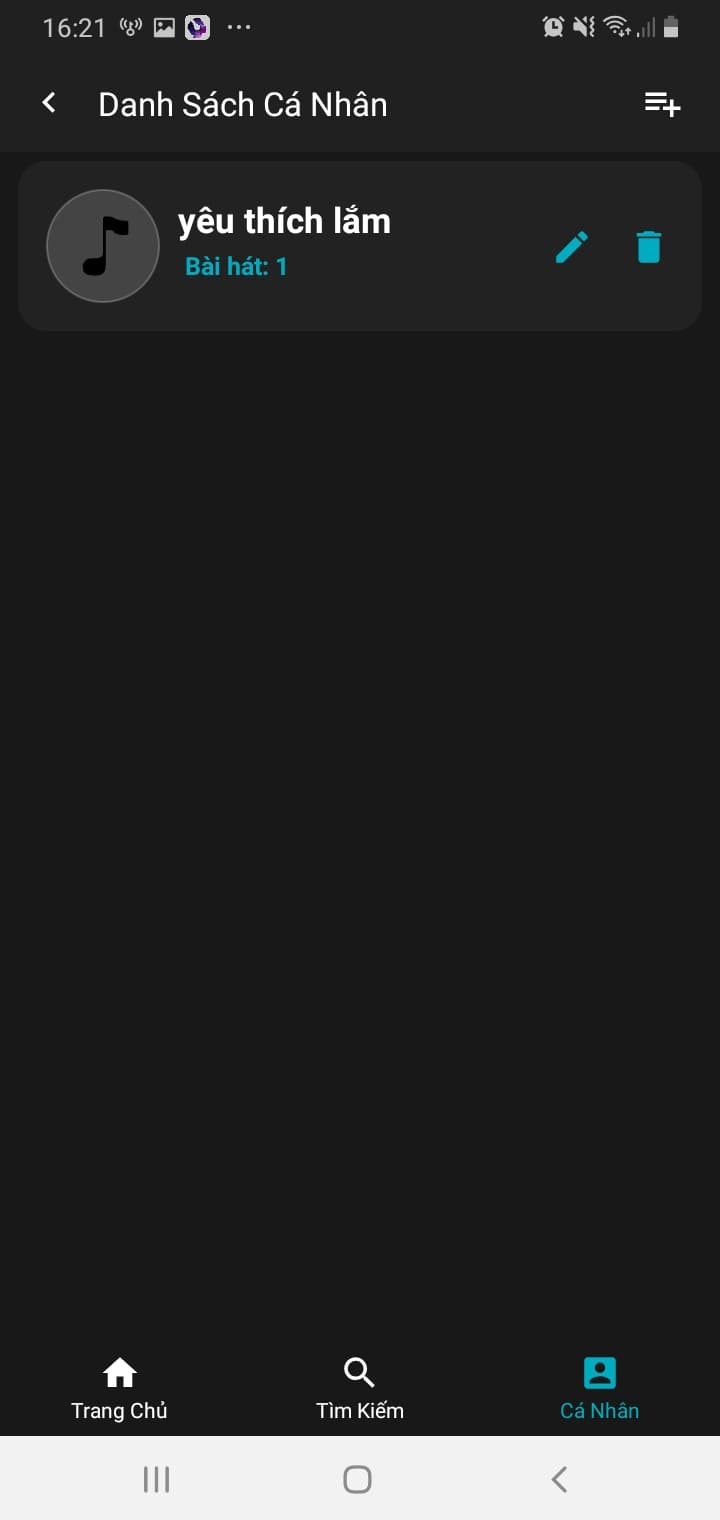 16:21
Danh Sách Cá Nhân
yêu thích lắm
Bài hát: 1
Trang Chủ
Tìm Kiếm
Cá Nhân